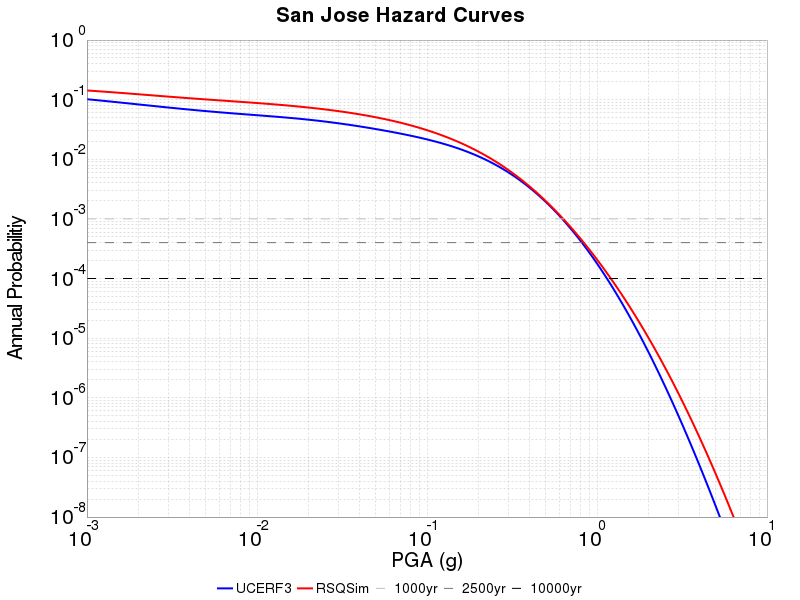 San Jose Hazard Curves
10^0
10^-1
10^-2
10^-3
10^-4
10^-5
10^-6
10^-7
10^-8
Annual Probabilitiy
10^-3 10^-2 10^-1 10^0 10^1
PGA (g)
UCERF3 RSQSim 1000yr 2500yr 10000yr